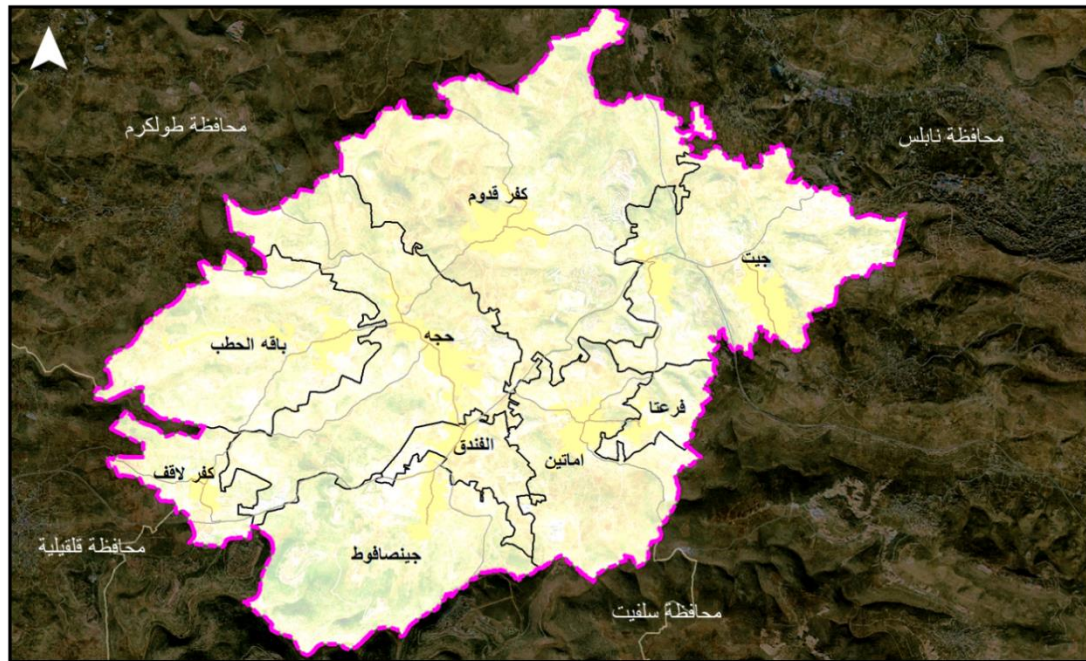 محافظة طولكرم
محافظة نابلس
كفر قدوم
جيت
حجه
باقه الحطب
فرعتا
الفندق
اماتين
كفر لاقف
جينصافوط
محافظة قلقيلية
محافظة سلفيت